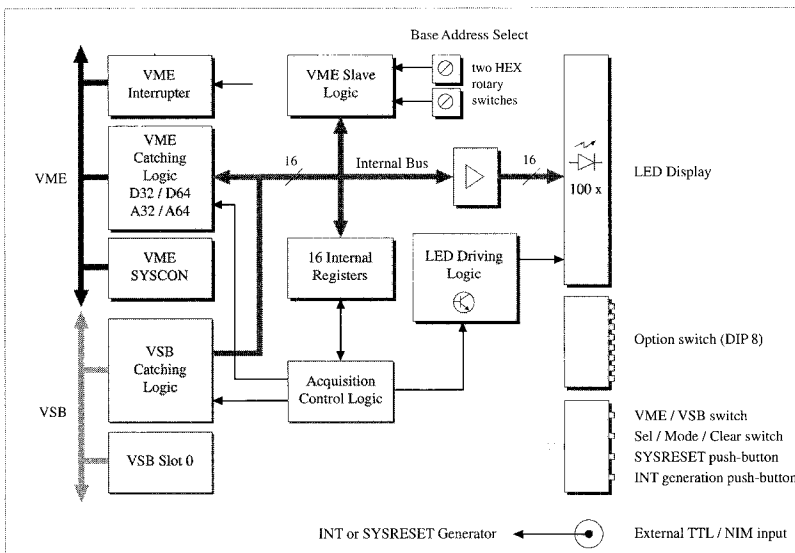 Base Address Select
VME
Interrupter
VME Slave
Logic
two HEX
rotary
switches
VME
Catching
Logic
D32 / D64
A32 / A64
16
Internal Bus
16
100 x
LED Display
VME
VME
SYSCON
16 Internal
Registers
LED Driving
Logic
VSB
Catching
Logic
Acquisition
Control Logic
Option switch (DIP 8)
VSB
VSB Slot 0
VME / VSB switch
Sel / Mode / Clear switch
SYSRESET push-button
INT generation push-button
INT or SYSRESET Generator
External TTL / NIM input